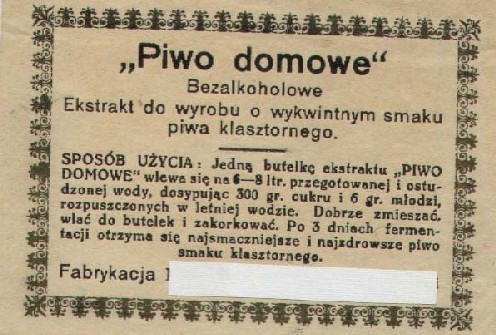 „Piwo domowe“
Bezalkoholowe
Ekstrakt do wyrobu o wykwintnym smaku
piwa klasztornego.
SPOSÓB UŻYCIA: Jedną butelkę ekstraktu „PIWO
DOMOWE“ wlewa się na 6—8 ltr. przegotowanej i ostu-
dzonej wody, dosypując 300 gr. cukru i 6 gr. młodzi,
rozpuszczonych w letniej wodzie. Dobrze zmieszać,
wlać do butelek i zakorkować. Po 3 dniach fermen-
tacji otrzyma się najsmaczniejsze i najzdrowsze piwo
smaku klasztornego.
Fabrykacja